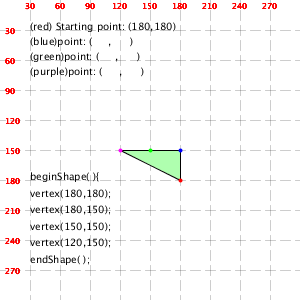 30 60 90 120 150 180 210 240 270
30
(red) Starting point: (180,180)
(blue)point: (    ,    )
(green)point: (    ,    )
60
(purple)point: (    ,    )
90
120
150
beginShape(){
180
vertex(180,180);
vertex(180,150);
210
vertex(150,150);
240
vertex(120,150);
endShape();
270